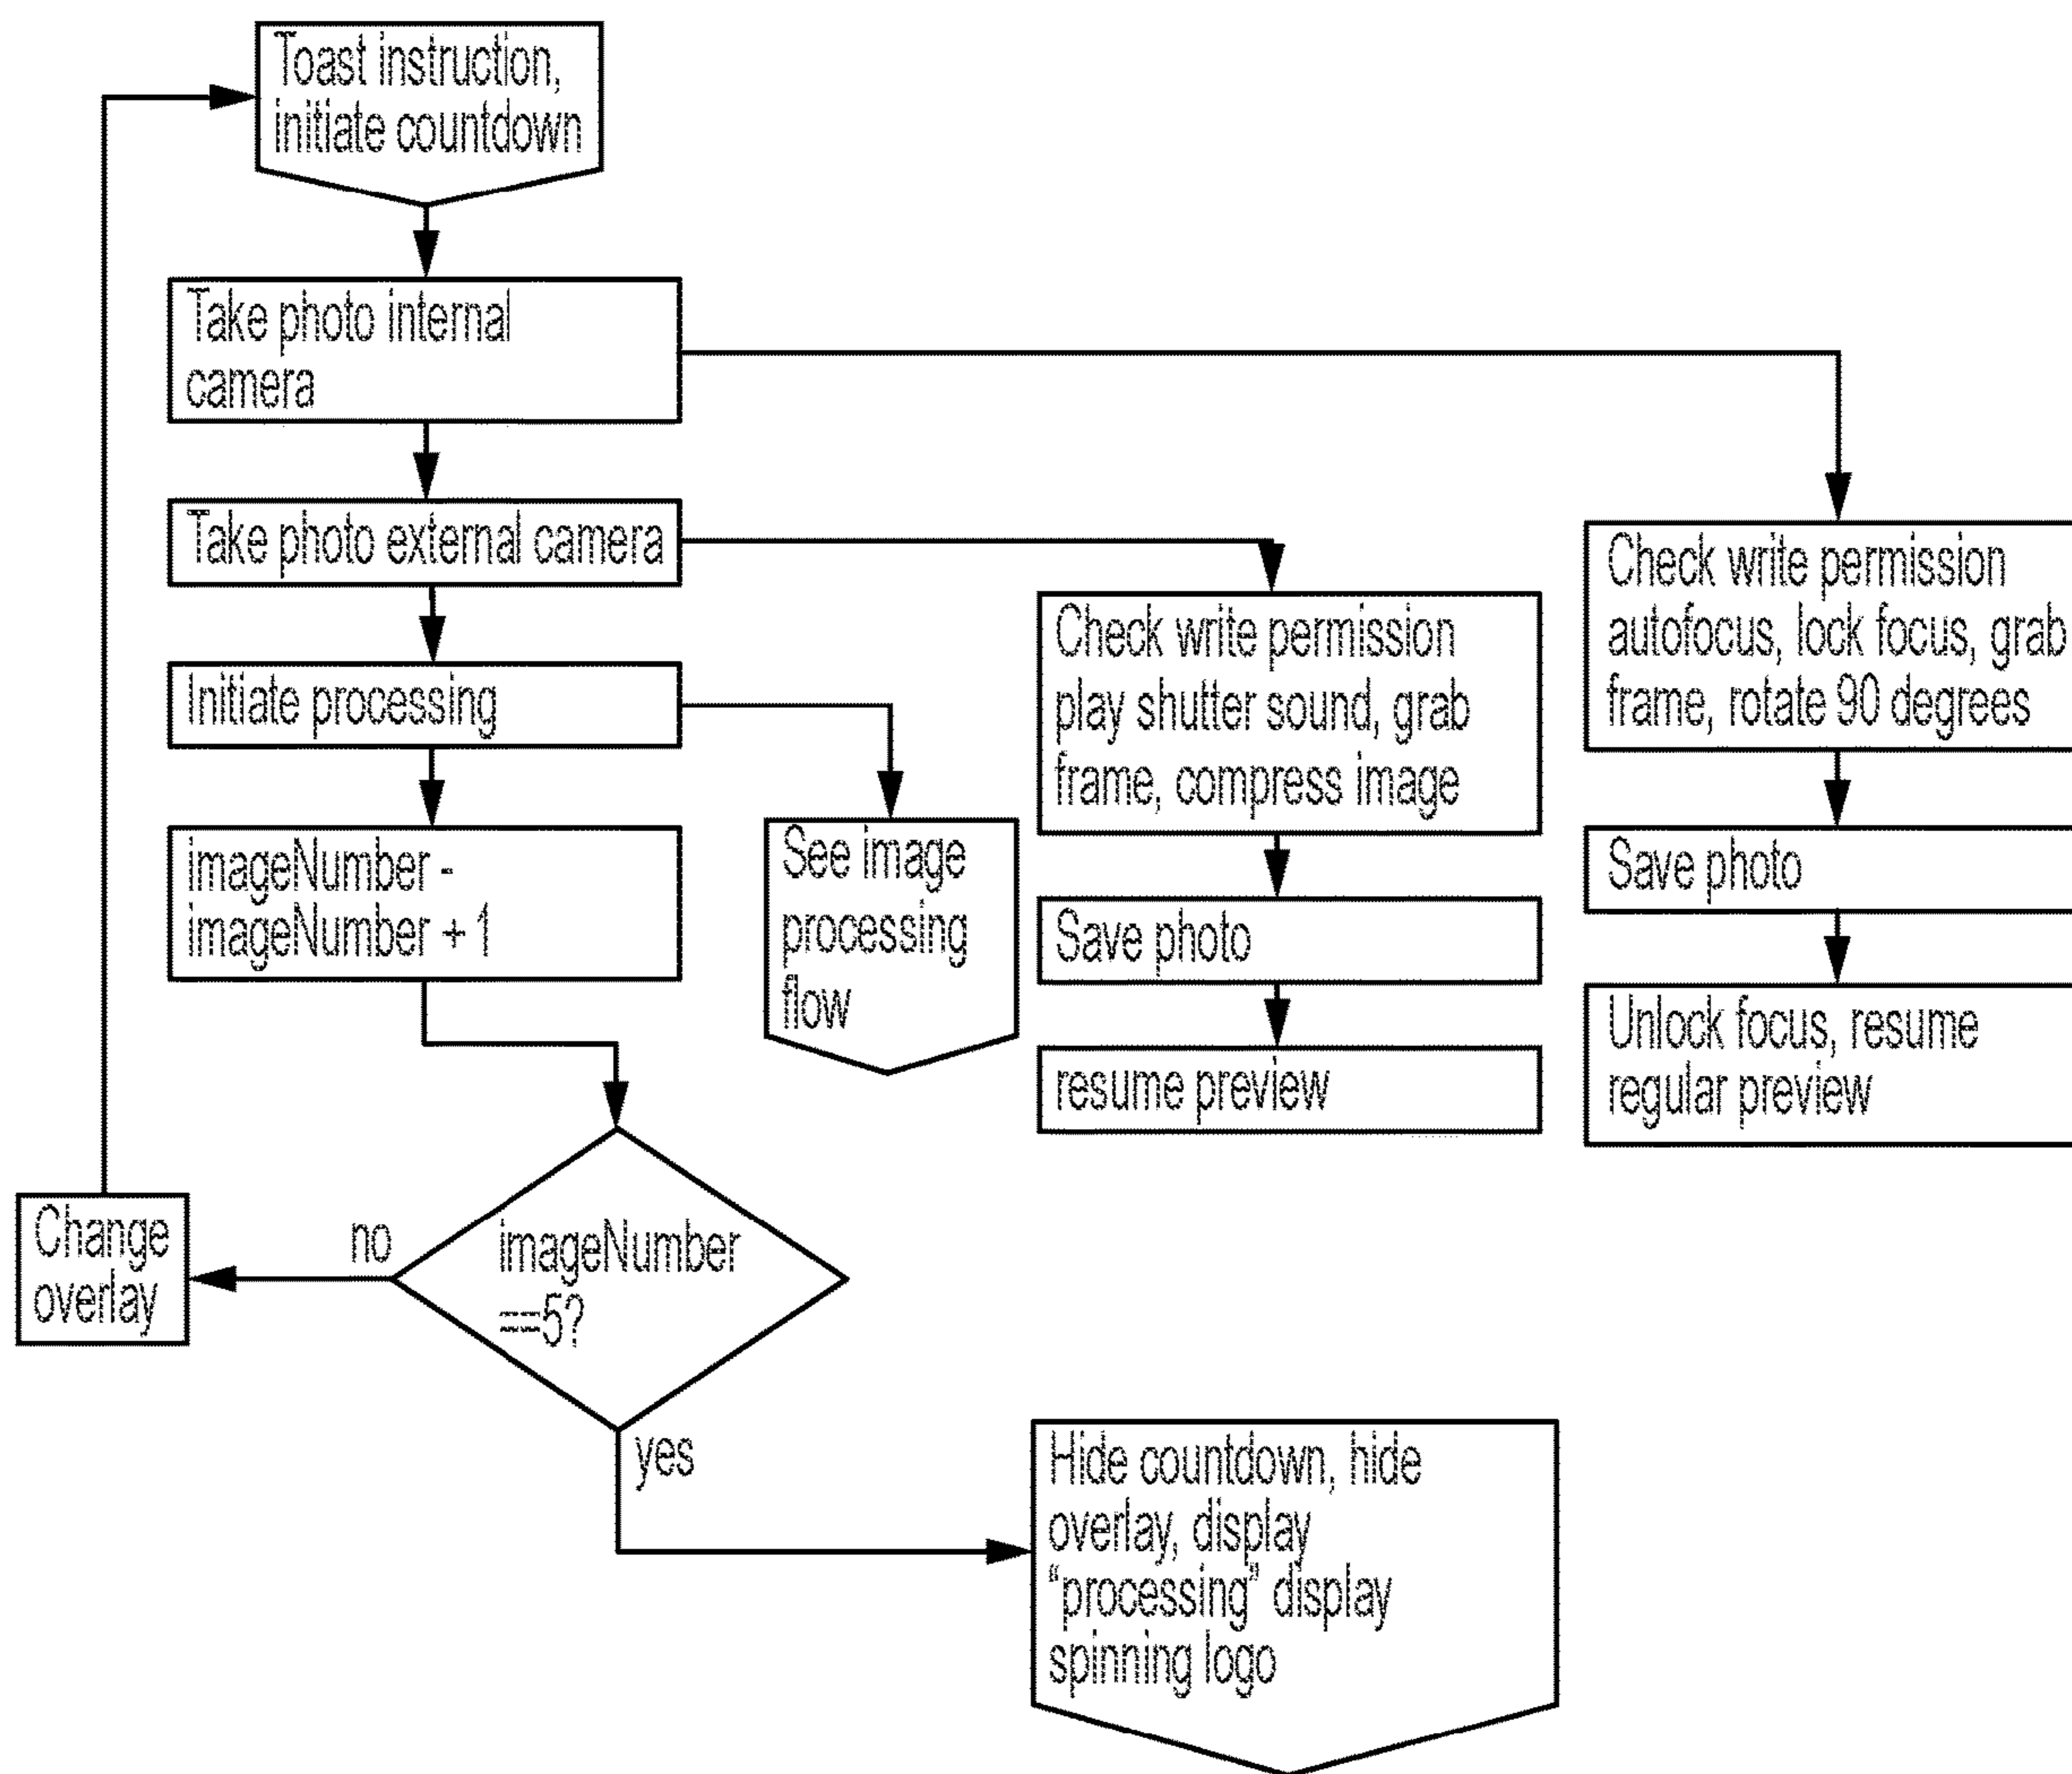 Toast instruction,
initiate countdown
Take photo internal
camera
Take photo external camera
Initiate processing
imageNumber -
imageNumber + 1
See image
processing
flow
Check write permission
play shutter sound, grab
frame, compress image
Save photo
resume preview
Check write permission
autofocus, lock focus, grab
frame, rotate 90 degrees
Save photo
Unlock focus, resume
regular preview
imageNumber
==5?
no
Change
overlay
yes
Hide countdown, hide
overlay, display
“processing” display
spinning logo